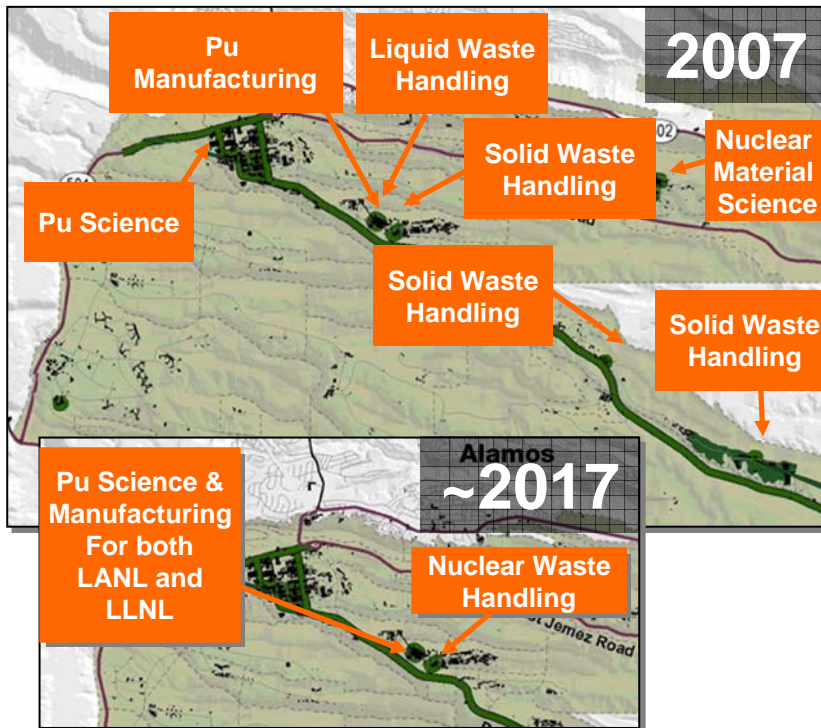 2007
Pu
Manufacturing
Liquid Waste
Handling
Solid Waste
Handling
02
Nuclear
Material
Science
Pu Science
Solid Waste
Handling
Solid Waste
Handling
Alamos
~2017
Pu Science &
Manufacturing
For both
LANL and
LLNL
Nuclear Waste
Handling
Jemez Road